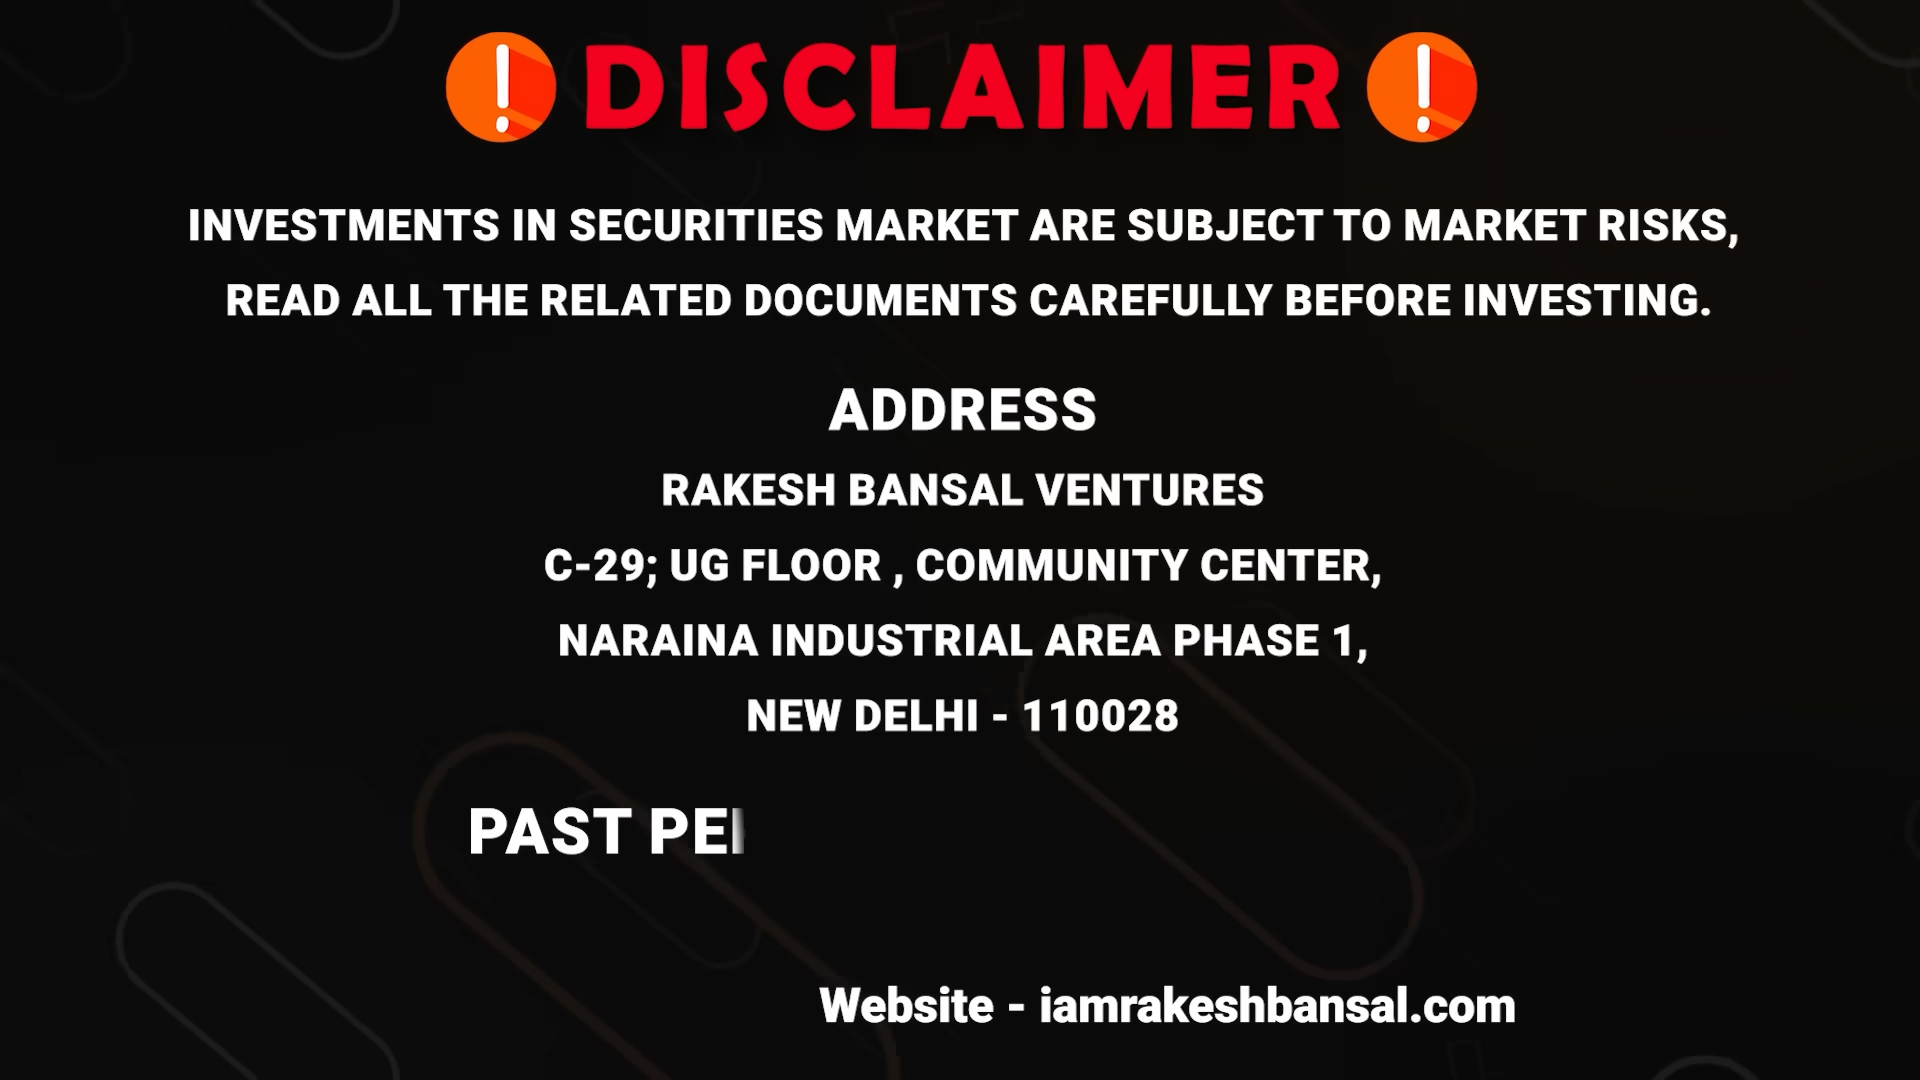 DISCLAIMER
INVESTMENTS IN SECURITIES MARKET ARE SUBJECT TO MARKET RISKS,
READ ALL THE RELATED DOCUMENTS CAREFULLY BEFORE INVESTING.
ADDRESS
RAKESH BANSAL VENTURES
C-29; UG FLOOR , COMMUNITY CENTER,
NARAINA INDUSTRIAL AREA PHASE 1,
NEW DELHI - 110028
PAST PE
Website - iamrakeshbansal.com